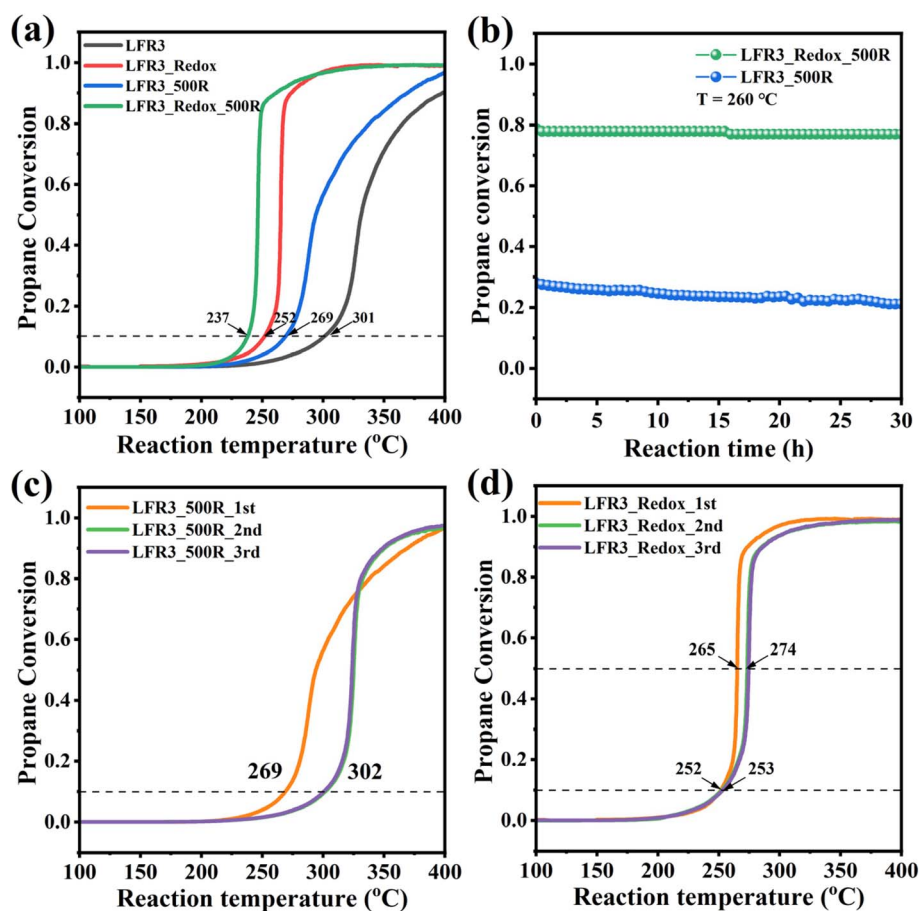 (a)
LFR3
LFR3_Redox
LFR3_500R
LFR3_Redox_500R
1.0
0.8
0.6
0.4
0.2
0.0
237
252
269
301
100 150 200 250 300 350 400
Propane Conversion
Reaction temperature (°C)
(b)
LFR3_Redox_500R
LFR3_500R
T = 260 °C
1.0
0.8
0.6
0.4
0.2
0.0
0 5 10 15 20 25 30
Propane conversion
Reaction time (h)
(c)
LFR3_500R_1st
LFR3_500R_2nd
LFR3_500R_3rd
1.0
0.8
0.6
0.4
0.2
0.0
269 302
100 150 200 250 300 350 400
Propane Conversion
Reaction temperature (°C)
(d)
LFR3_Redox_1st
LFR3_Redox_2nd
LFR3_Redox_3rd
1.0
0.8
0.6
0.4
0.2
0.0
265 274
252 253
100 150 200 250 300 350 400
Propane Conversion
Reaction temperature (°C)